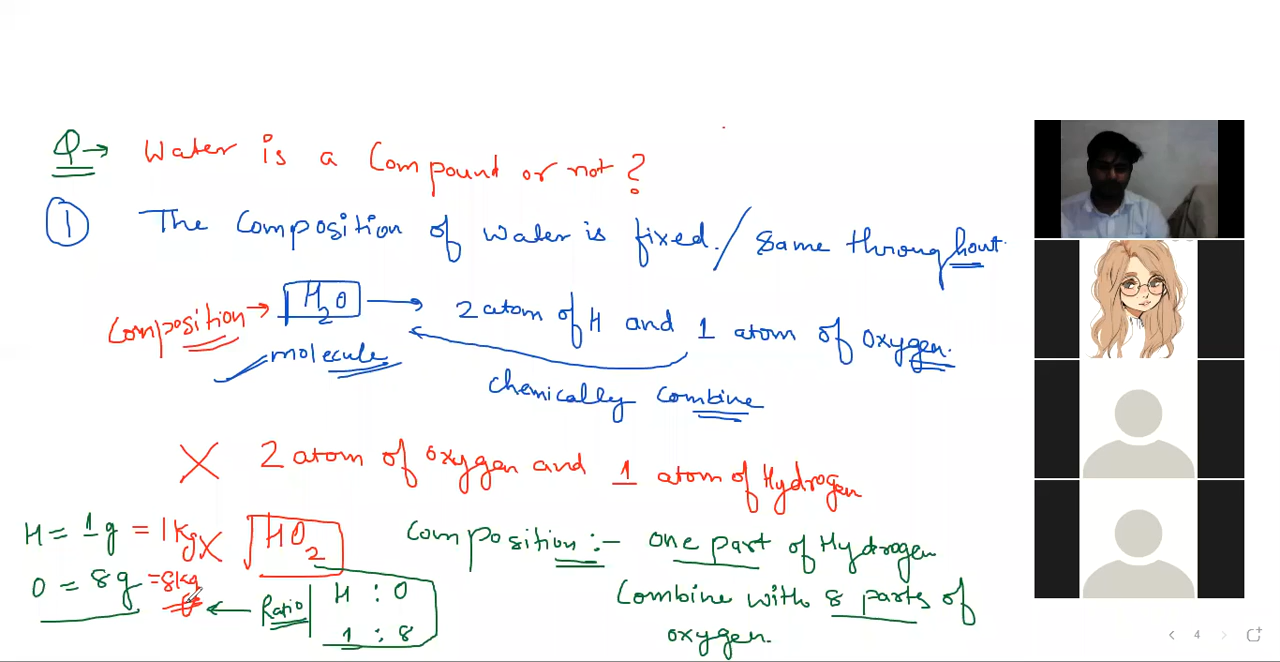 Q→ Water is a Compound or not?
① The Composition of water is fixed./ Same throughout.
Composition → H₂O → 2 atom of H and 1 atom of oxygen.
molecule
chemically combine
X 2 atom of oxygen and 1 atom of Hydrogen
H = 1g = 1kg X HO₂
Composition :- one part of Hydrogen
O = 8g = 8kg
Combine with 8 parts of
oxygen.
← Ratio H : O
1 : 8
4